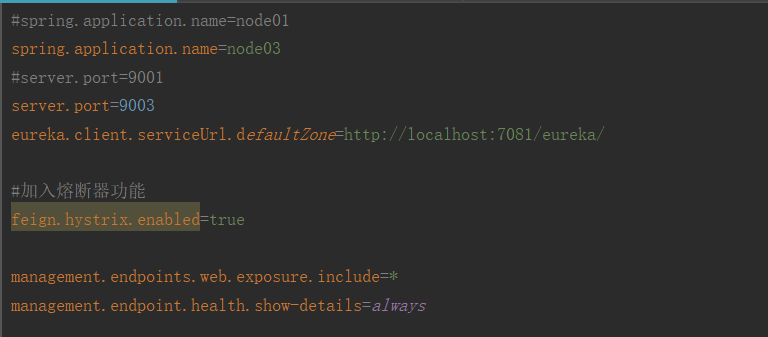 #spring.application.name=node01
spring.application.name=node03
#server.port=9001
server.port=9003
eureka.client.serviceUrl.defaultZone=http://localhost:7081/eureka/
#加入熔断器功能
feign.hystrix.enabled=true
management.endpoints.web.exposure.include=*
management.endpoint.health.show-details=always